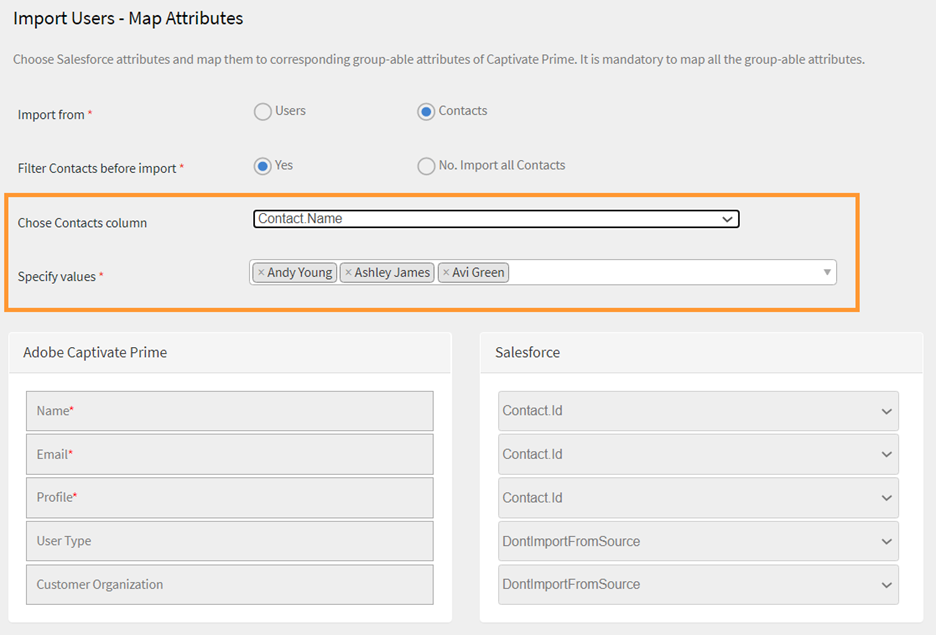 Import Users - Map Attributes
Choose Salesforce attributes and map them to corresponding group-able attributes of Captivate Prime. It is mandatory to map all the group-able attributes.
Import from * Users Contacts
Filter Contacts before import * Yes No. Import all Contacts
Chose Contacts column Contact.Name
Specify values * × Andy Young × Ashley James × Avi Green
Adobe Captivate Prime Salesforce
Name* Contact.Id
Email* Contact.Id
Profile* Contact.Id
User Type DontImportFromSource
Customer Organization DontImportFromSource